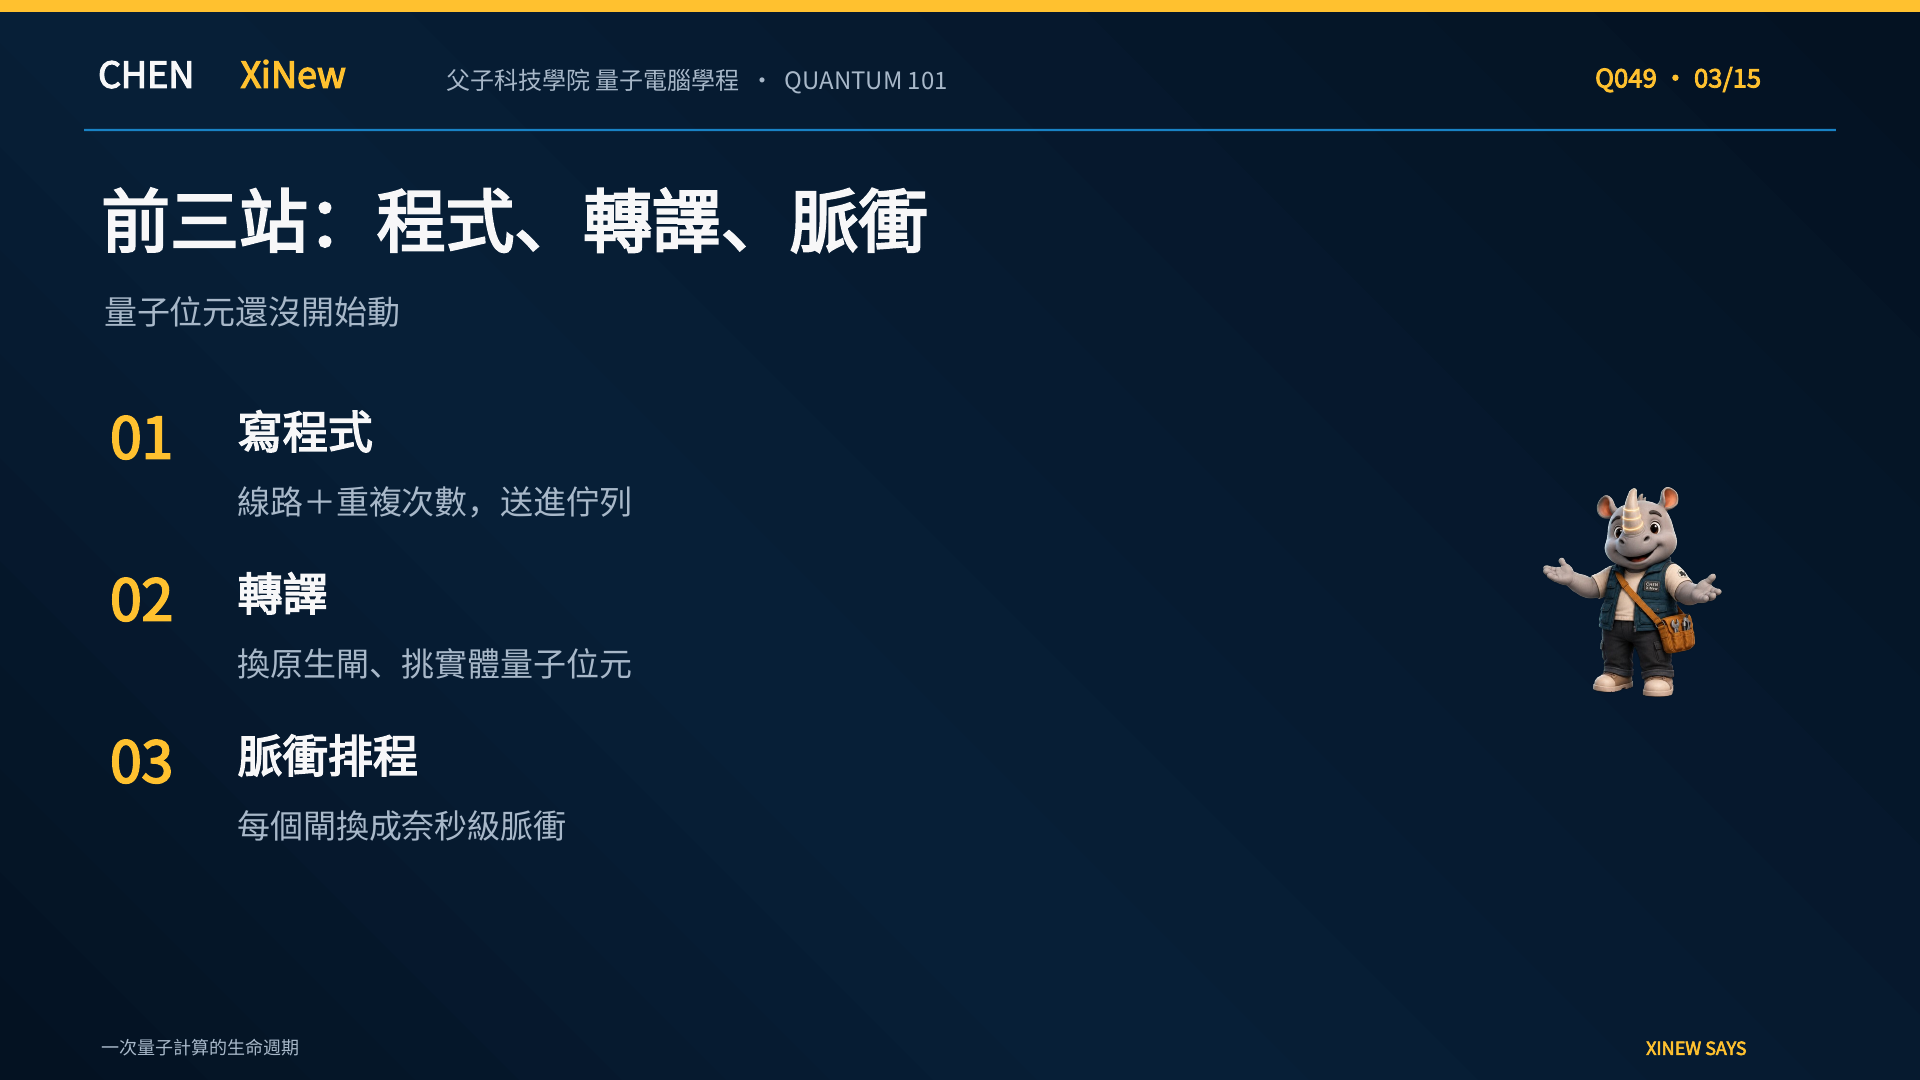 CHEN XiNew 父子科技學院 量子電腦學程 · QUANTUM 101 Q049 · 03/15
前三站：程式、轉譯、脈衝
量子位元還沒開始動
01 寫程式
線路＋重複次數，送進佇列
02 轉譯
換原生閘、挑實體量子位元
03 脈衝排程
每個閘換成奈秒級脈衝
一次量子計算的生命週期
XINEW SAYS